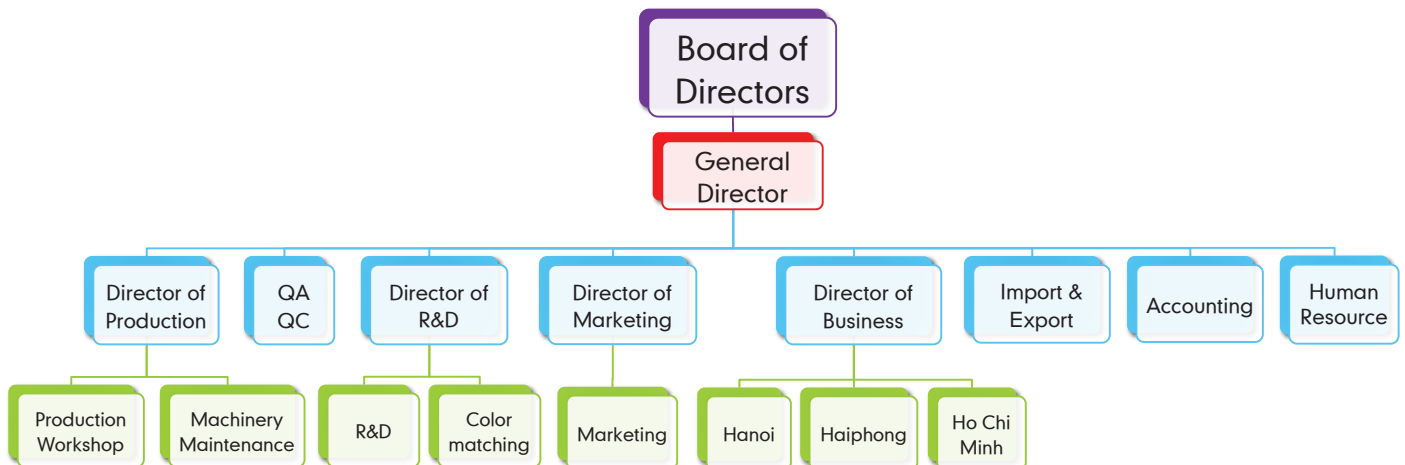 Board of
Directors
General
Director
Director of
Production
QA
QC
Director of
R&D
Director of
Marketing
Director of
Business
Import &
Export
Accounting
Human
Resource
Production
Workshop
Machinery
Maintenance
R&D
Color
matching
Marketing
Hanoi
Haiphong
Ho Chi
Minh